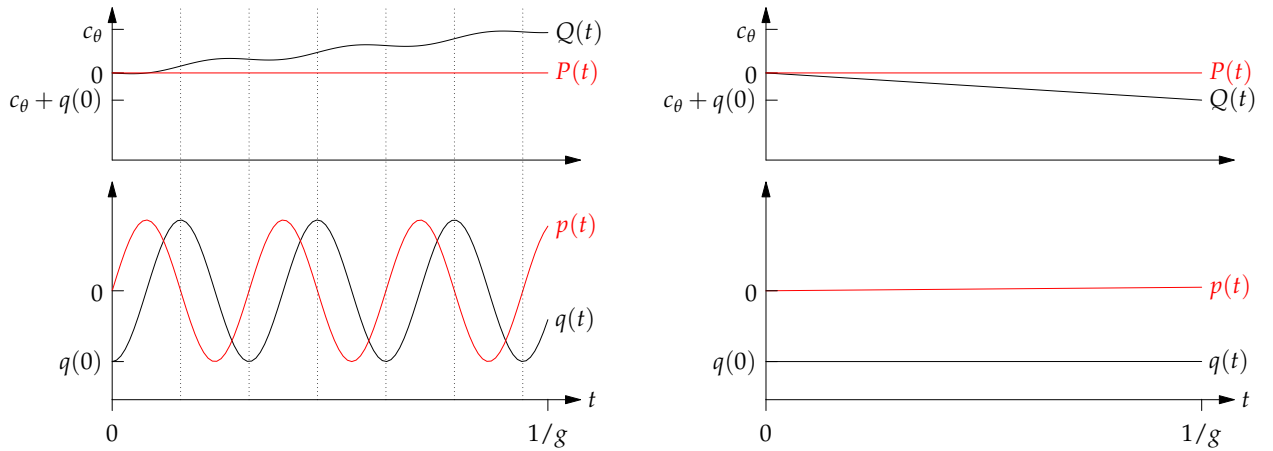 c_θ
Q(t)
0
P(t)
c_θ + q(0)
p(t)
0
q(t)
q(0)
t
0
1/g
c_θ
0
P(t)
c_θ + q(0)
Q(t)
0
p(t)
q(0)
q(t)
t
0
1/g